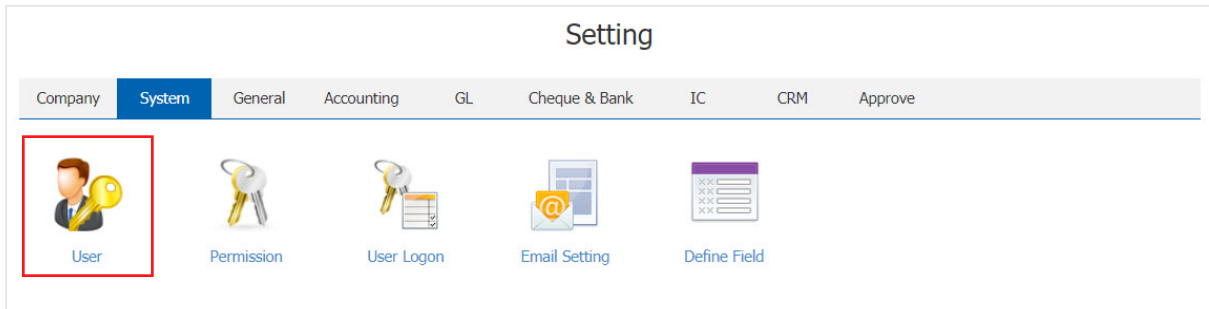 Setting
Company System General Accounting GL Cheque & Bank IC CRM Approve
User Permission User Logon Email Setting Define Field